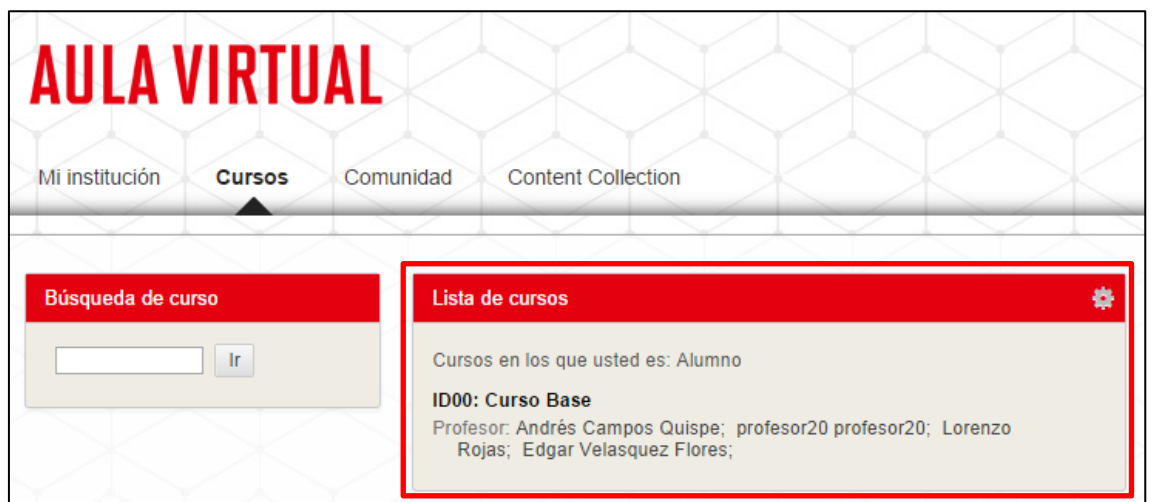 AULA VIRTUAL
Mi institución Cursos Comunidad Content Collection
Búsqueda de curso
Ir
Lista de cursos
Cursos en los que usted es: Alumno
ID00: Curso Base
Profesor: Andrés Campos Quispe; profesor20 profesor20; Lorenzo
Rojas; Edgar Velasquez Flores;